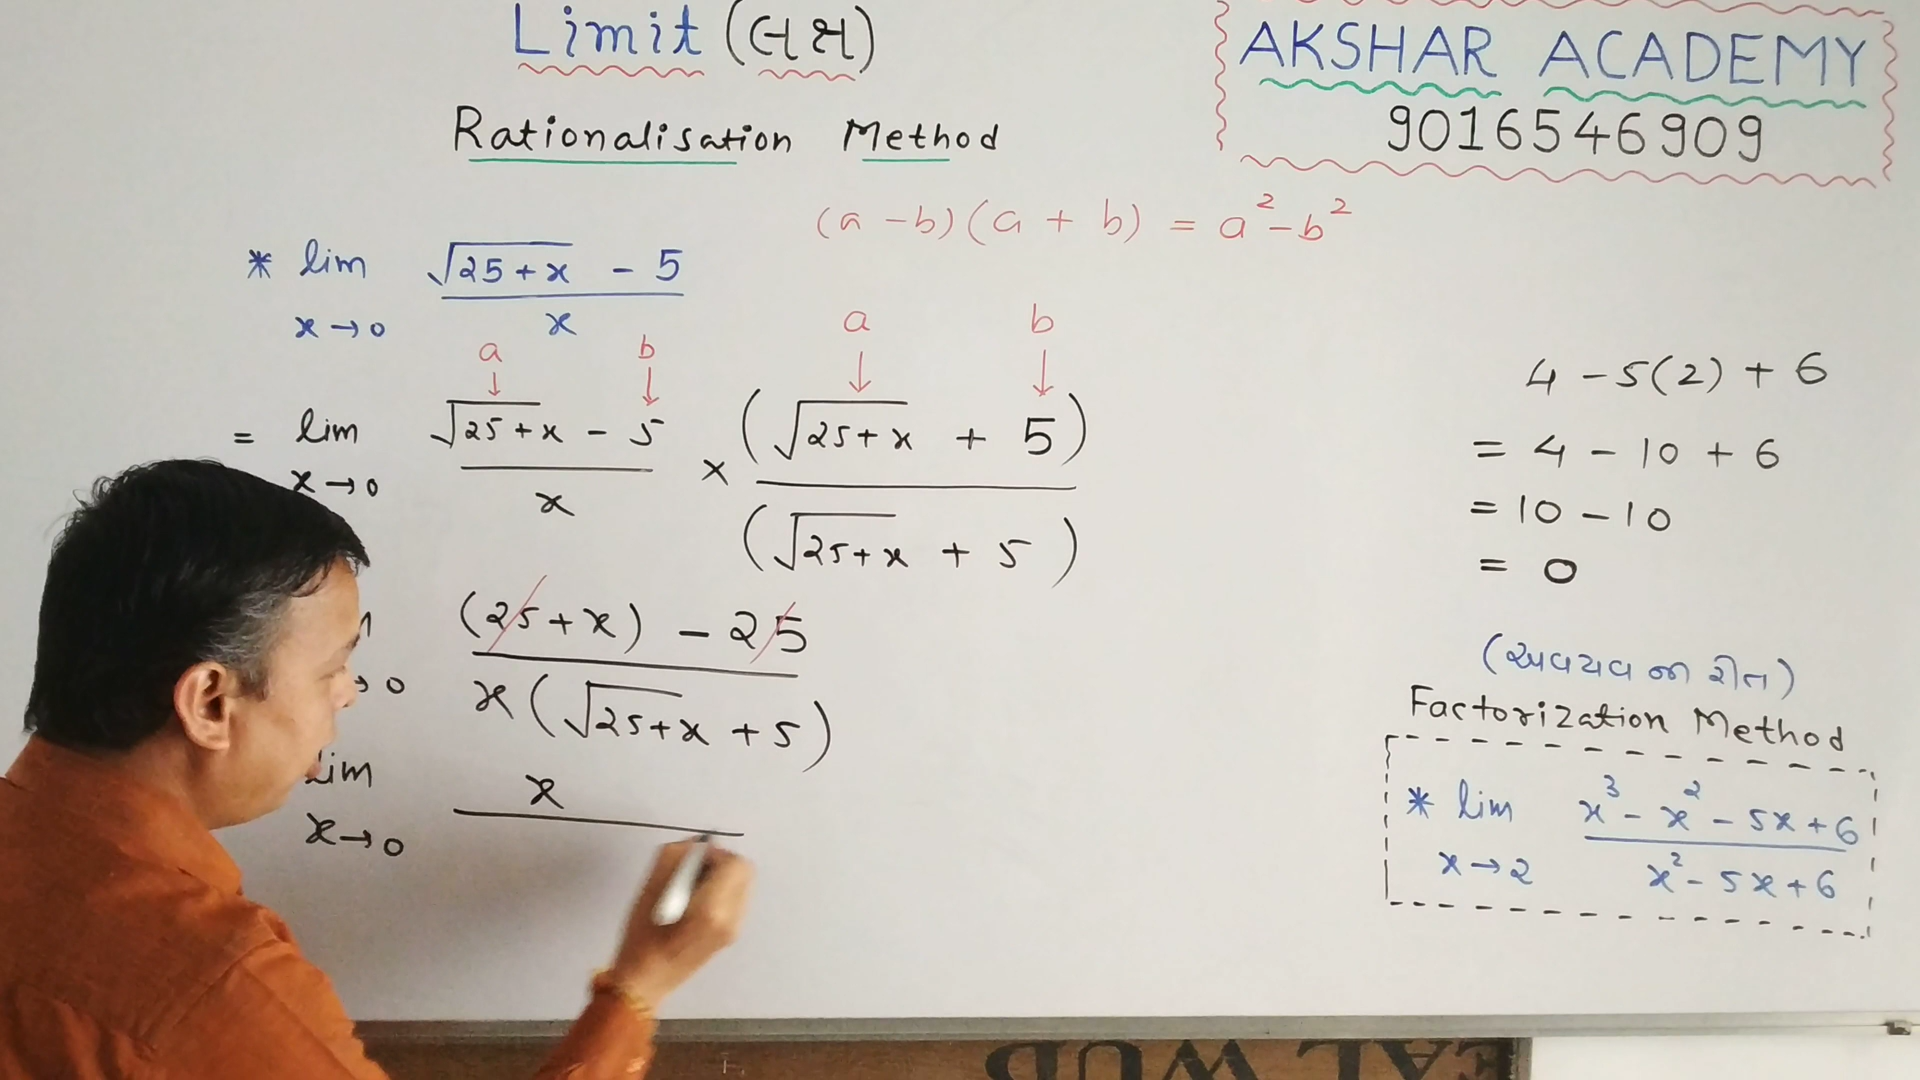 Limit (લક્ષ)
Rationalisation Method
AKSHAR ACADEMY
9016546909
(a - b) (a + b) = a² - b²
* lim √25+x - 5
x→0 x
a b a b
= lim √25+x - 5 × (√25+x + 5)
x→0 x (√25+x + 5)
(25+x) - 25
→0 x(√25+x + 5)
lim x
x→0
4 - 5(2) + 6
= 4 - 10 + 6
= 10 - 10
= 0
(અવયવ ની રીત)
Factorization Method
* lim x³ - x² - 5x + 6
x→2 x² - 5x + 6